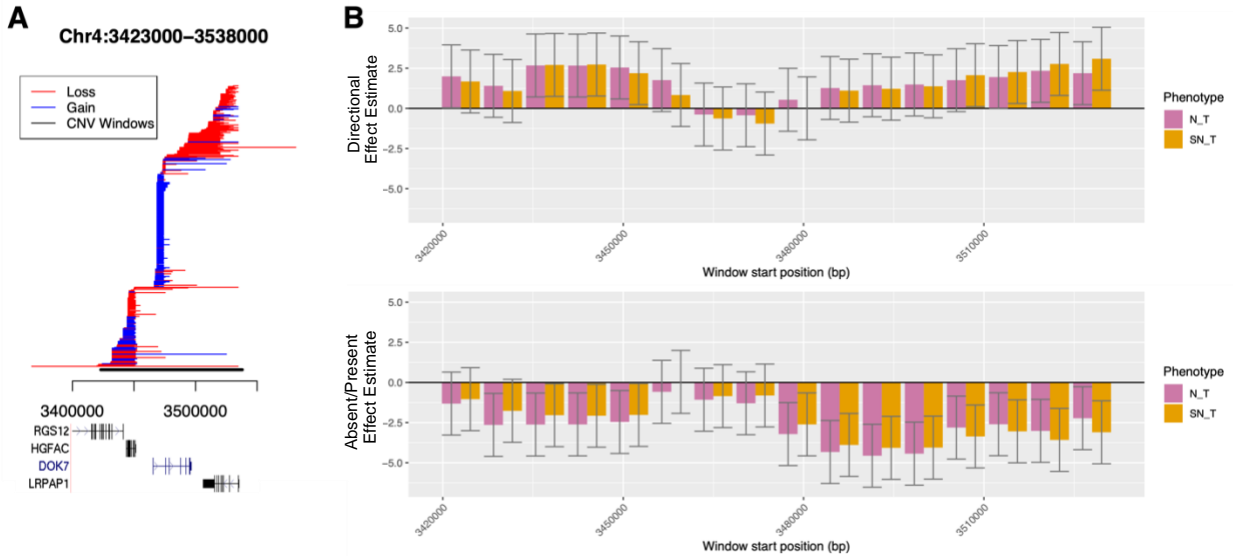 A
Chr4:3423000–3538000
Loss
Gain
CNV Windows
3400000
3500000
RGS12
HGFAC
DOK7
LRPAP1
B
Directional
Effect Estimate
5.0
2.5
0.0
−2.5
−5.0
3420000
3450000
3480000
3510000
Window start position (bp)
Phenotype
N_T
SN_T
Absent/Present
Effect Estimate
5.0
2.5
0.0
−2.5
−5.0
3420000
3450000
3480000
3510000
Window start position (bp)
Phenotype
N_T
SN_T